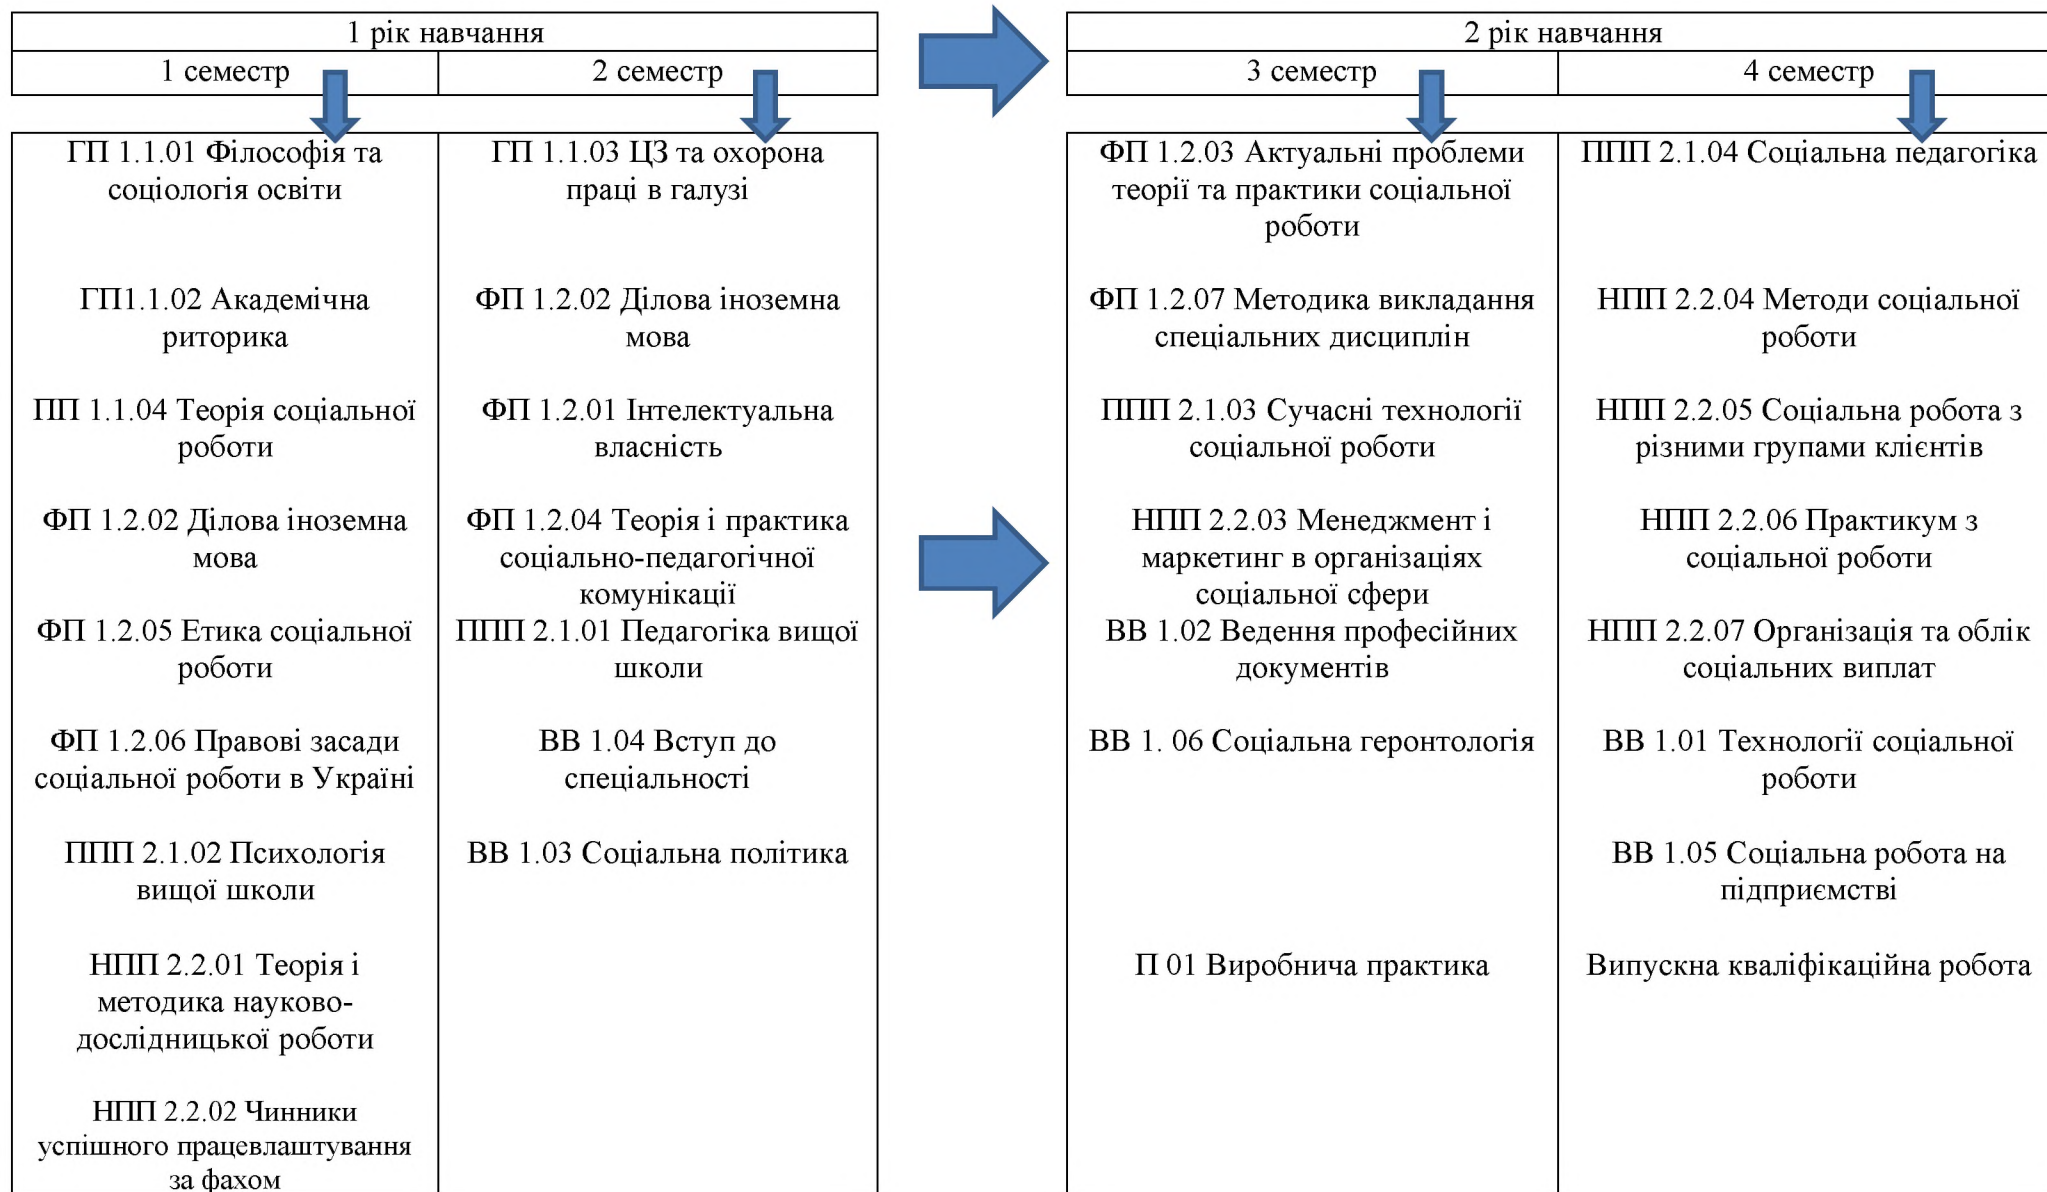 1 рік навчання
1 семестр
2 семестр
ГП 1.1.01 Філософія та
соціологія освіти
ГП1.1.02 Академічна
риторика
ПП 1.1.04 Теорія соціальної
роботи
ФП 1.2.02 Ділова іноземна
мова
ФП 1.2.05 Етика соціальної
роботи
ФП 1.2.06 Правові засади
соціальної роботи в Україні
ППП 2.1.02 Психологія
вищої школи
НПП 2.2.01 Теорія і
методика науково-
дослідницької роботи
НПП 2.2.02 Чинники
успішного працевлаштування
за фахом
ГП 1.1.03 ЦЗ та охорона
праці в галузі
ФП 1.2.02 Ділова іноземна
мова
ФП 1.2.01 Інтелектуальна
власність
ФП 1.2.04 Теорія і практика
соціально-педагогічної
комунікації
ППП 2.1.01 Педагогіка вищої
школи
ВВ 1.04 Вступ до
спеціальності
ВВ 1.03 Соціальна політика
2 рік навчання
3 семестр
4 семестр
ФП 1.2.03 Актуальні проблеми
теорії та практики соціальної
роботи
ФП 1.2.07 Методика викладання
спеціальних дисциплін
ППП 2.1.03 Сучасні технології
соціальної роботи
НПП 2.2.03 Менеджмент і
маркетинг в організаціях
соціальної сфери
ВВ 1.02 Ведення професійних
документів
ВВ 1. 06 Соціальна геронтологія
П 01 Виробнича практика
ППП 2.1.04 Соціальна педагогіка
НПП 2.2.04 Методи соціальної
роботи
НПП 2.2.05 Соціальна робота з
різними групами клієнтів
НПП 2.2.06 Практикум з
соціальної роботи
НПП 2.2.07 Організація та облік
соціальних виплат
ВВ 1.01 Технології соціальної
роботи
ВВ 1.05 Соціальна робота на
підприємстві
Випускна кваліфікаційна робота